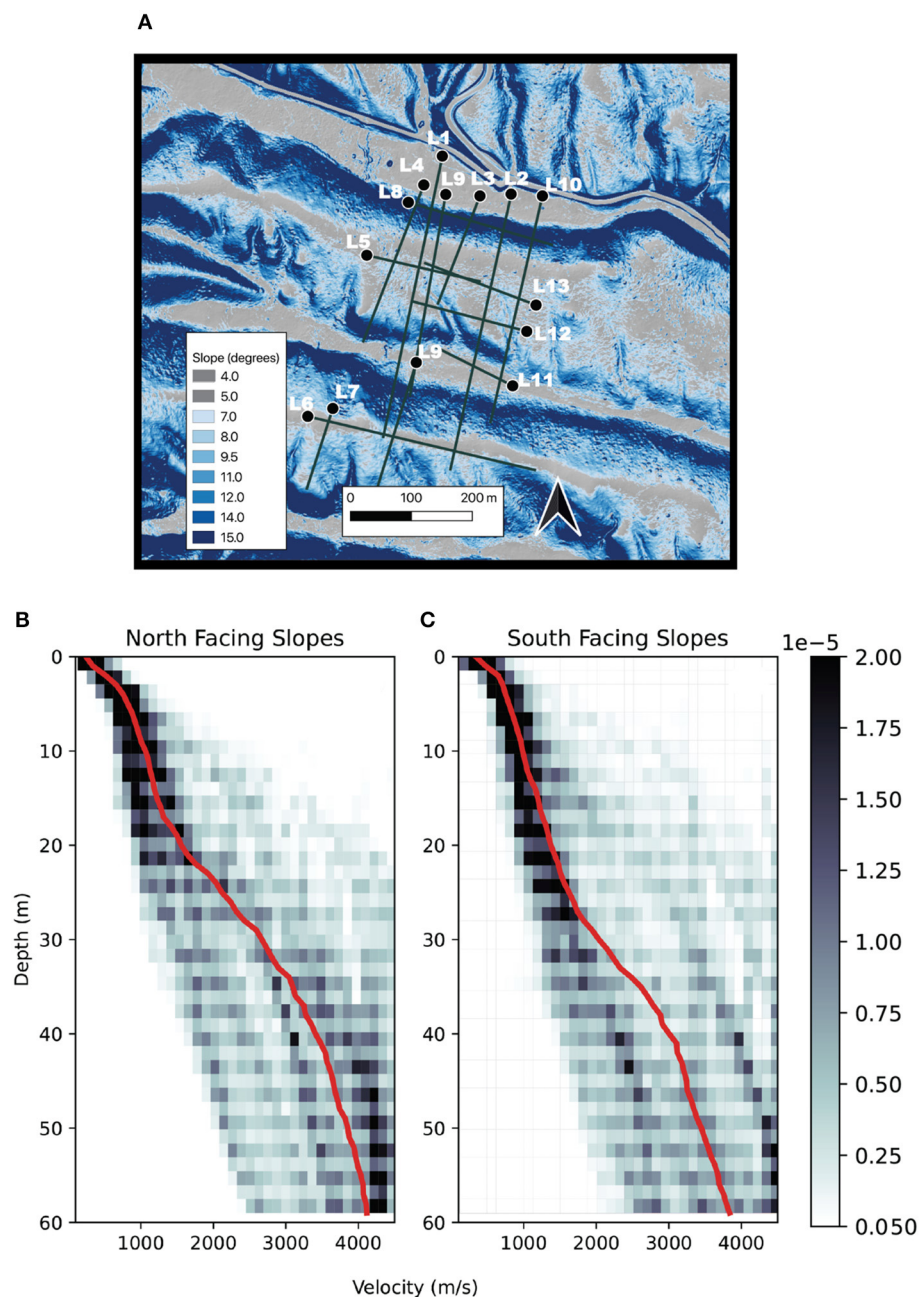 A
L1
L4
L9
L3
L2
L10
L8
L5
L13
L12
L9
L11
L7
L6
Slope (degrees)
4.0
5.0
7.0
8.0
9.5
11.0
12.0
14.0
15.0
0 100 200 m
B
C
North Facing Slopes
South Facing Slopes
1e−5
0
10
20
30
40
50
60
Depth (m)
1000 2000 3000 4000
0
10
20
30
40
50
60
1000 2000 3000 4000
2.00
1.75
1.50
1.25
1.00
0.75
0.50
0.25
0.050
Velocity (m/s)